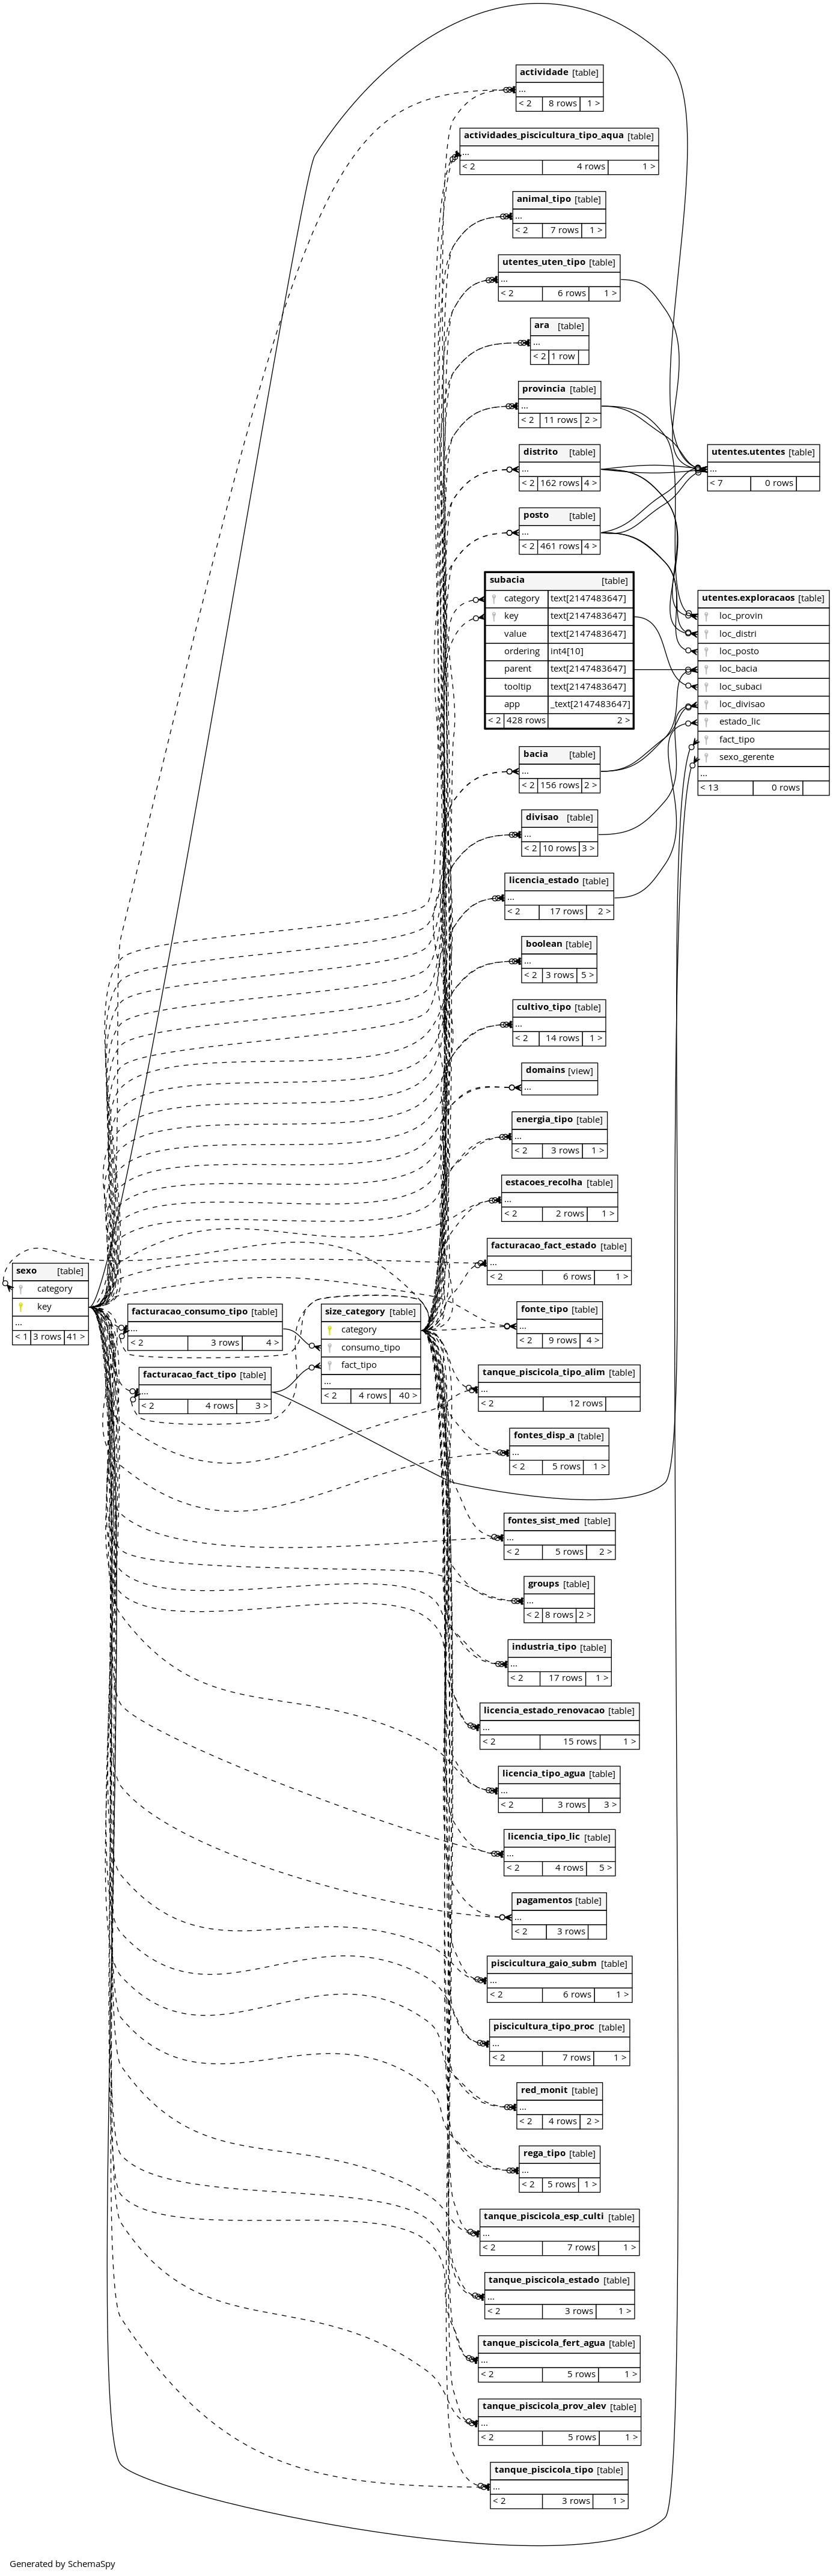 actividade [table]
...
< 2 8 rows 1 >
actividades_piscicultura_tipo_aqua [table]
...
< 2 4 rows 1 >
animal_tipo [table]
...
< 2 7 rows 1 >
utentes_uten_tipo [table]
...
< 2 6 rows 1 >
ara [table]
...
< 2 1 row
provincia [table]
...
< 2 11 rows 2 >
distrito [table]
...
< 2 162 rows 4 >
utentes.utentes [table]
...
< 7 0 rows
posto [table]
...
< 2 461 rows 4 >
subacia [table]
category text[2147483647]
key text[2147483647]
value text[2147483647]
ordering int4[10]
parent text[2147483647]
tooltip text[2147483647]
app _text[2147483647]
< 2 428 rows 2 >
utentes.exploracaos [table]
loc_provin
loc_distri
loc_posto
loc_bacia
loc_subaci
loc_divisao
estado_lic
fact_tipo
sexo_gerente
...
< 13 0 rows
bacia [table]
...
< 2 156 rows 2 >
divisao [table]
...
< 2 10 rows 3 >
licencia_estado [table]
...
< 2 17 rows 2 >
boolean [table]
...
< 2 3 rows 5 >
cultivo_tipo [table]
...
< 2 14 rows 1 >
domains [view]
...
energia_tipo [table]
...
< 2 3 rows 1 >
estacoes_recolha [table]
...
< 2 2 rows 1 >
facturacao_fact_estado [table]
...
< 2 6 rows 1 >
sexo [table]
category
key
...
< 1 3 rows 41 >
facturacao_consumo_tipo [table]
...
< 2 3 rows 4 >
size_category [table]
category
consumo_tipo
fact_tipo
...
< 2 4 rows 40 >
fonte_tipo [table]
...
< 2 9 rows 4 >
facturacao_fact_tipo [table]
...
< 2 4 rows 3 >
tanque_piscicola_tipo_alim [table]
...
< 2 12 rows
fontes_disp_a [table]
...
< 2 5 rows 1 >
fontes_sist_med [table]
...
< 2 5 rows 2 >
groups [table]
...
< 2 8 rows 2 >
industria_tipo [table]
...
< 2 17 rows 1 >
licencia_estado_renovacao [table]
...
< 2 15 rows 1 >
licencia_tipo_agua [table]
...
< 2 3 rows 3 >
licencia_tipo_lic [table]
...
< 2 4 rows 5 >
pagamentos [table]
...
< 2 3 rows
piscicultura_gaio_subm [table]
...
< 2 6 rows 1 >
piscicultura_tipo_proc [table]
...
< 2 7 rows 1 >
red_monit [table]
...
< 2 4 rows 2 >
rega_tipo [table]
...
< 2 5 rows 1 >
tanque_piscicola_esp_culti [table]
...
< 2 7 rows 1 >
tanque_piscicola_estado [table]
...
< 2 3 rows 1 >
tanque_piscicola_fert_agua [table]
...
< 2 5 rows 1 >
tanque_piscicola_prov_alev [table]
...
< 2 5 rows 1 >
tanque_piscicola_tipo [table]
...
< 2 3 rows 1 >
Generated by SchemaSpy